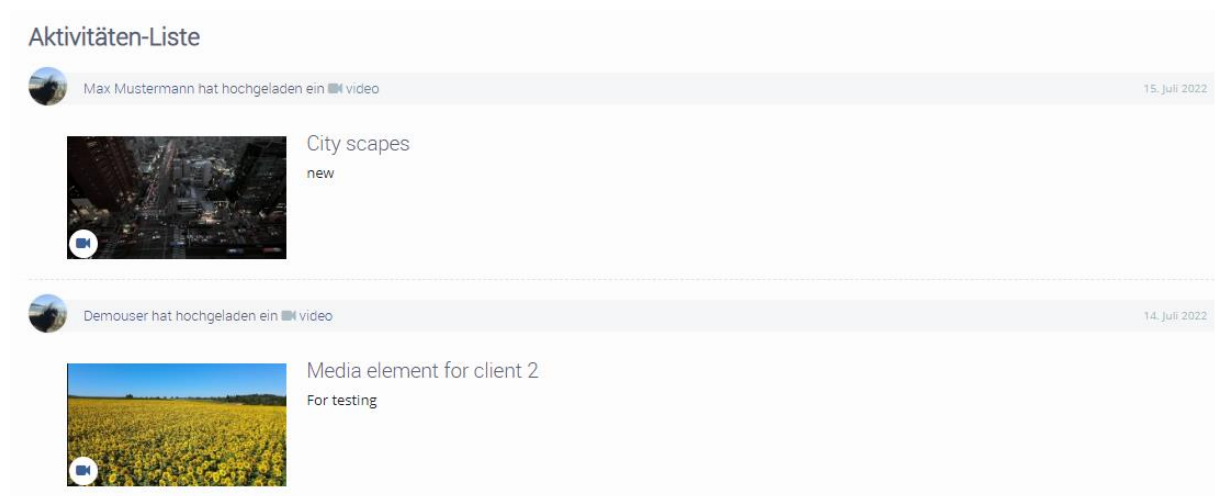 Aktivitäten-Liste
Max Mustermann hat hochgeladen ein video
15. Juli 2022
City scapes
new
Demouser hat hochgeladen ein video
14. Juli 2022
Media element for client 2
For testing